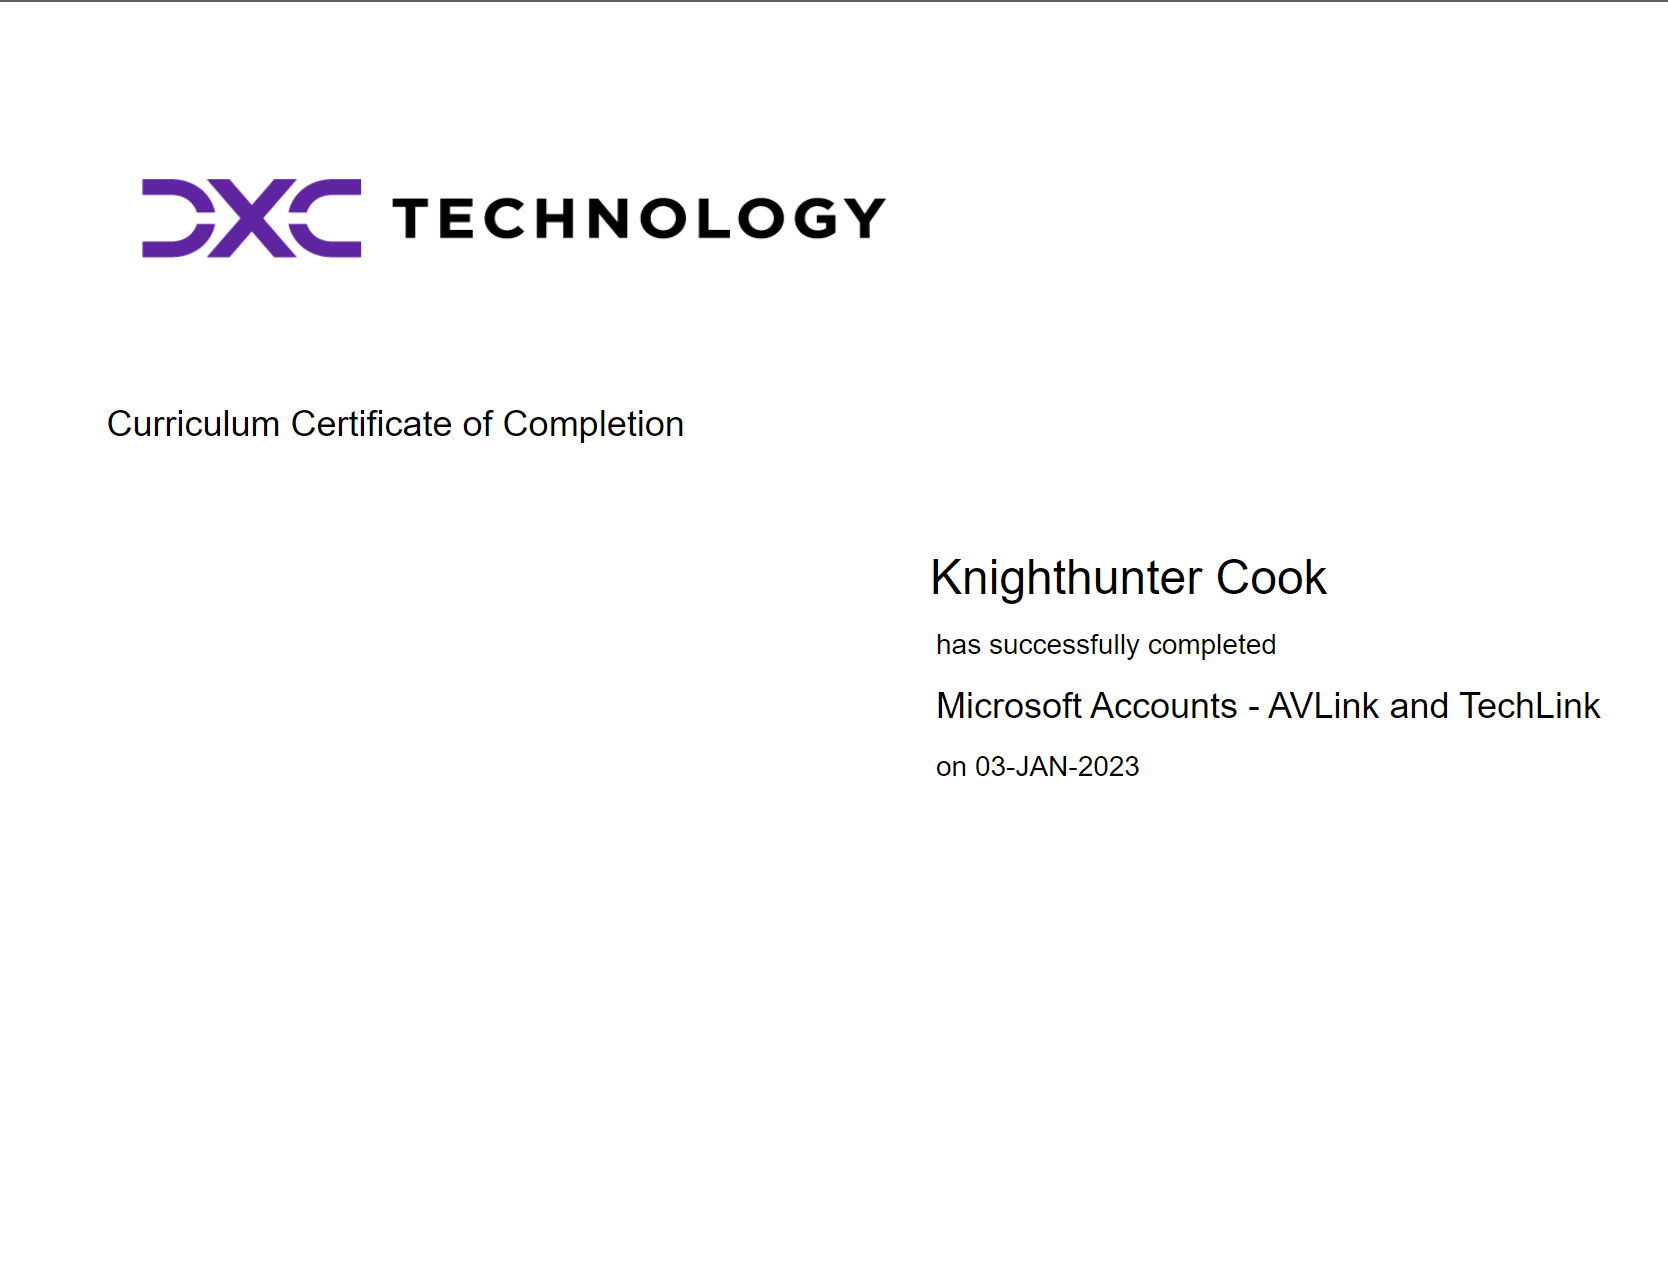 DXC TECHNOLOGY
Curriculum Certificate of Completion
Knighthunter Cook
has successfully completed
Microsoft Accounts - AVLink and TechLink
on 03-JAN-2023